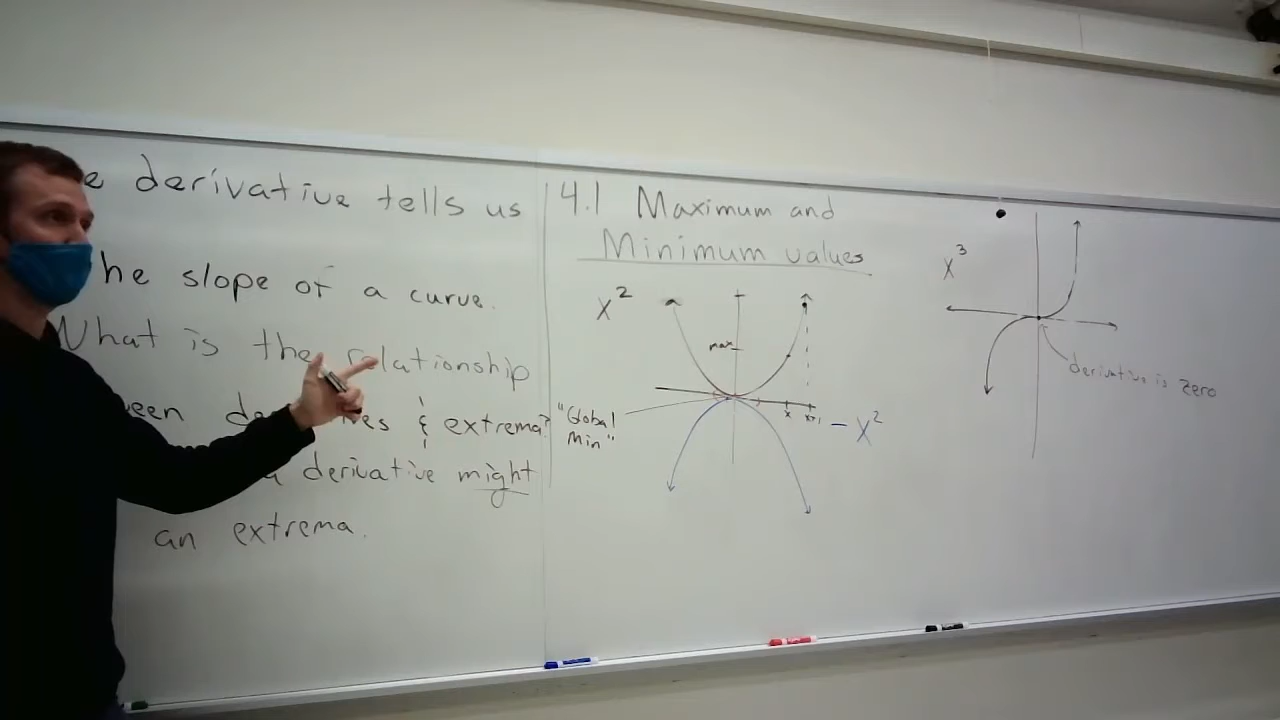 e derivative tells us
he slope of a curve.
What is the relationship
een & extrema?
a derivative might
an extrema.
4.1 Maximum and
Minimum values
x²
max
"Global
Min"
x x+1
- x²
x³
derivative is zero